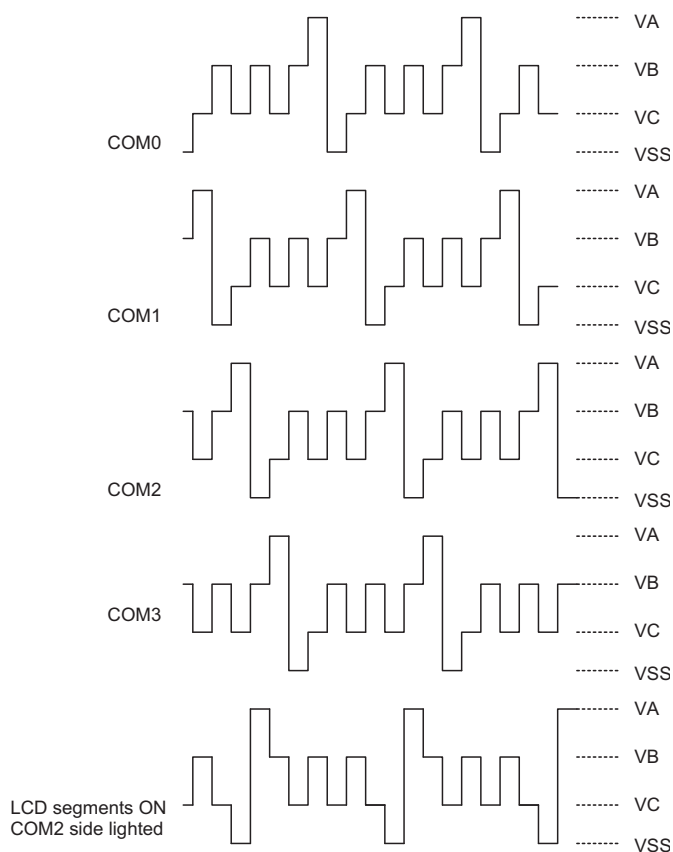 VA
VB
VC
COM0
VSS
VA
VB
VC
COM1
VSS
VA
VB
VC
COM2
VSS
VA
VB
COM3
VC
VSS
VA
VB
LCD segments ON
COM2 side lighted
VC
VSS